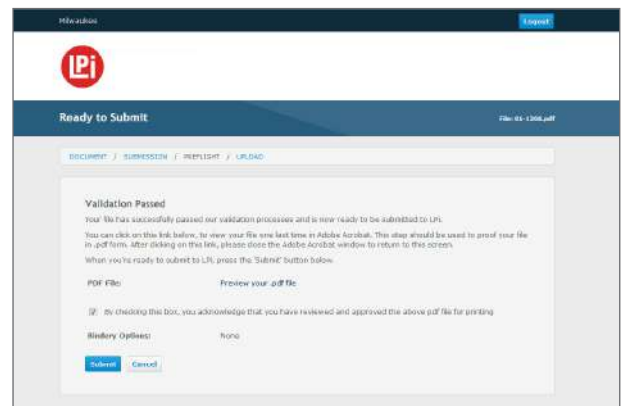 Milwaukee
Logout
LPi
Ready to Submit
File: 01-1208.pdf
DOCUMENT / SUBMISSION / PREFLIGHT / UPLOAD
Validation Passed
Your file has successfully passed our validation processes and is now ready to be submitted to LPi.
You can click on this link below, to view your file one last time in Adobe Acrobat. This step should be used to proof your file
in .pdf form. After clicking on this link, please close the Adobe Acrobat window to return to this screen.
When you're ready to submit to LPi, press the 'Submit' button below.
PDF File:
Preview your .pdf file
By checking this box, you acknowledge that you have reviewed and approved the above pdf file for printing
Bindery Options:
None
Submit
Cancel